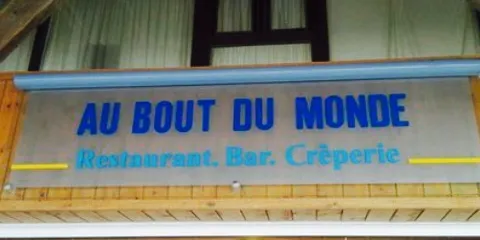 AU BOUT DU MONDE
Restaurant. Bar. Crêperie